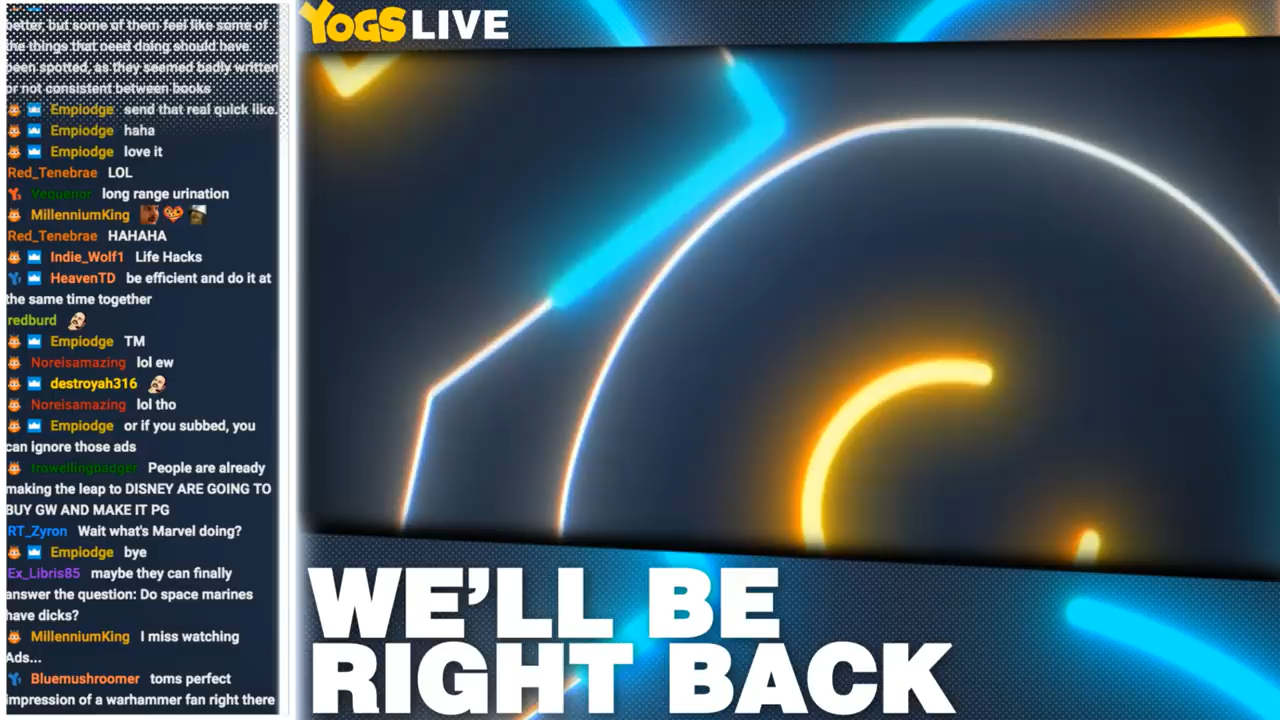 better, but some of them feel like some of
the things that need doing should have
been spotted, as they seemed badly written
or not consistent between books
Empiodge send that real quick like.
Empiodge haha
Empiodge love it
Red_Tenebrae LOL
Vequenor long range urination
MillenniumKing
Red_Tenebrae HAHAHA
Indie_Wolf1 Life Hacks
HeavenTD be efficient and do it at
the same time together
redburd
Empiodge TM
Noreisamazing lol ew
destroyah316
Noreisamazing lol tho
Empiodge or if you subbed, you
can ignore those ads
trowellingbadger People are already
making the leap to DISNEY ARE GOING TO
BUY GW AND MAKE IT PG
RT_Zyron Wait what's Marvel doing?
Empiodge bye
Ex_Libris85 maybe they can finally
answer the question: Do space marines
have dicks?
MillenniumKing I miss watching
Ads...
Bluemushroomer toms perfect
impression of a warhammer fan right there
YOGSLIVE
WE'LL BE
RIGHT BACK